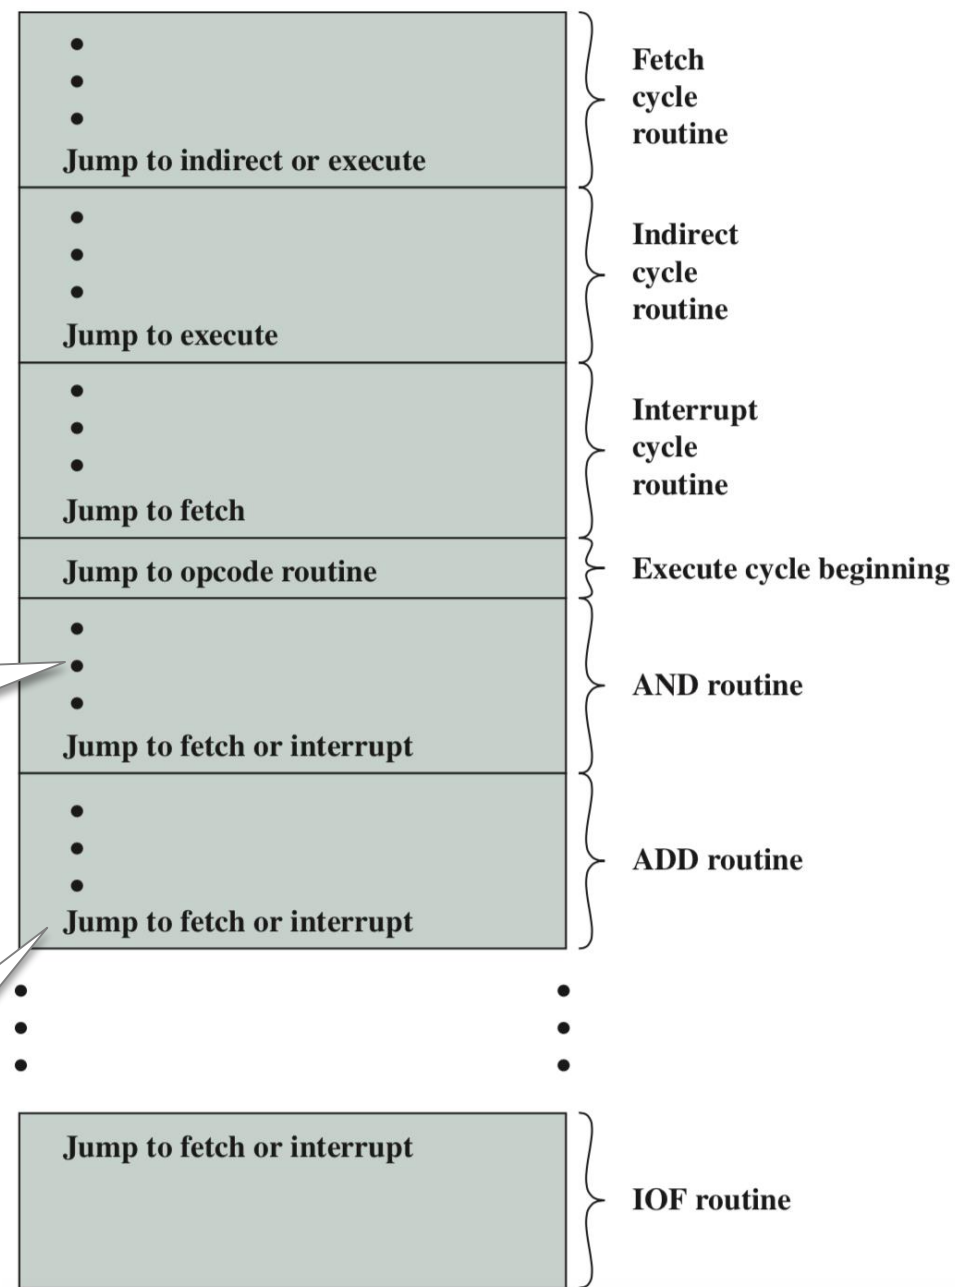 Fetch
cycle
routine
Jump to indirect or execute
Indirect
cycle
routine
Jump to execute
Interrupt
cycle
routine
Jump to fetch
Jump to opcode routine
Execute cycle beginning
AND routine
Jump to fetch or interrupt
ADD routine
Jump to fetch or interrupt
Jump to fetch or interrupt
IOF routine